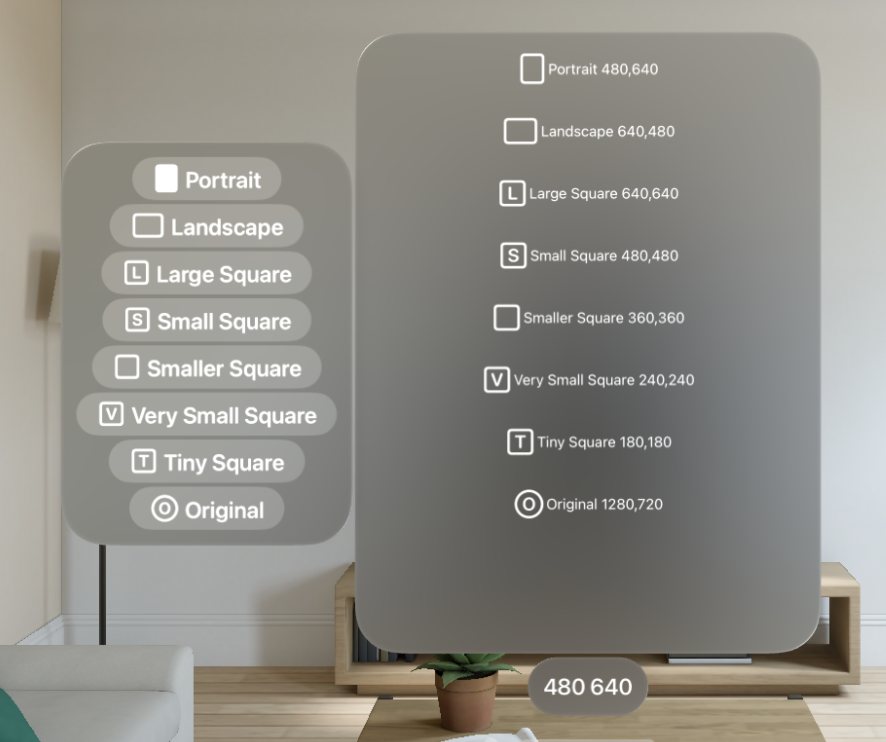 Portrait
Landscape
L Large Square
S Small Square
Smaller Square
V Very Small Square
T Tiny Square
O Original
Portrait 480,640
Landscape 640,480
L Large Square 640,640
S Small Square 480,480
Smaller Square 360,360
V Very Small Square 240,240
T Tiny Square 180,180
O Original 1280,720
480 640